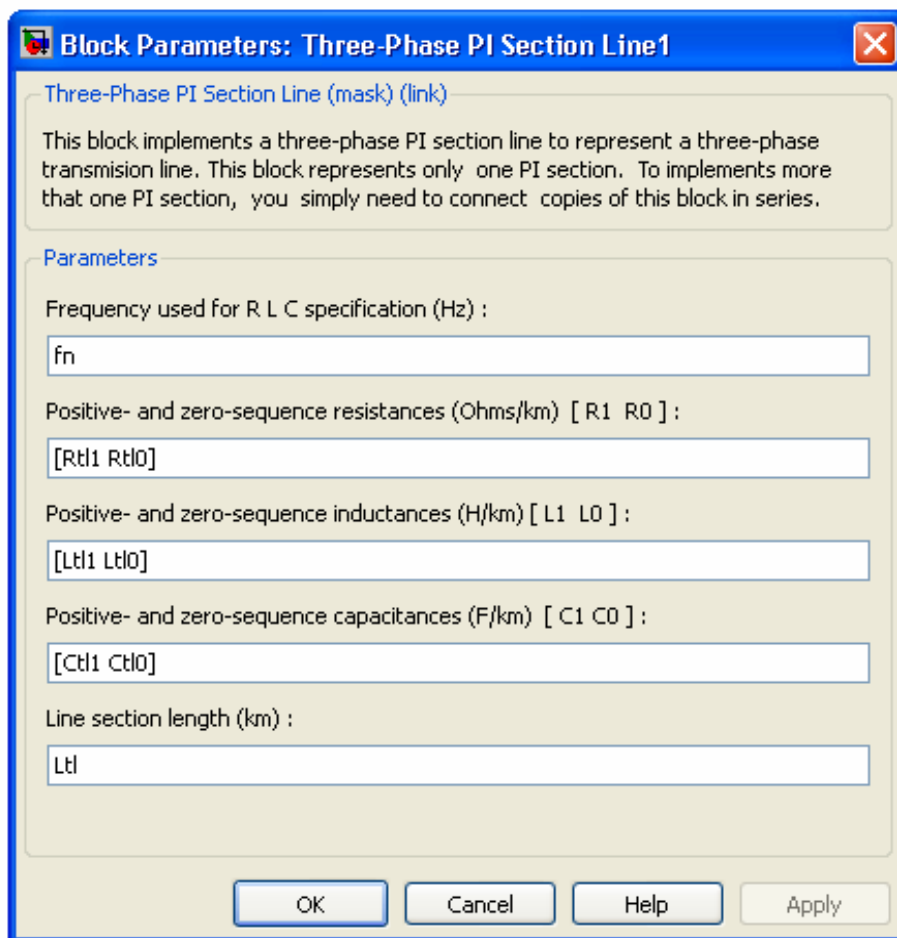 Block Parameters: Three-Phase PI Section Line1
Three-Phase PI Section Line (mask) (link)
This block implements a three-phase PI section line to represent a three-phase
transmision line. This block represents only one PI section. To implements more
that one PI section, you simply need to connect copies of this block in series.
Parameters
Frequency used for R L C specification (Hz) :
fn
Positive- and zero-sequence resistances (Ohms/km) [ R1 R0 ] :
[Rtl1 Rtl0]
Positive- and zero-sequence inductances (H/km) [ L1 L0 ] :
[Ltl1 Ltl0]
Positive- and zero-sequence capacitances (F/km) [ C1 C0 ] :
[Ctl1 Ctl0]
Line section length (km) :
Ltl
OK Cancel Help Apply